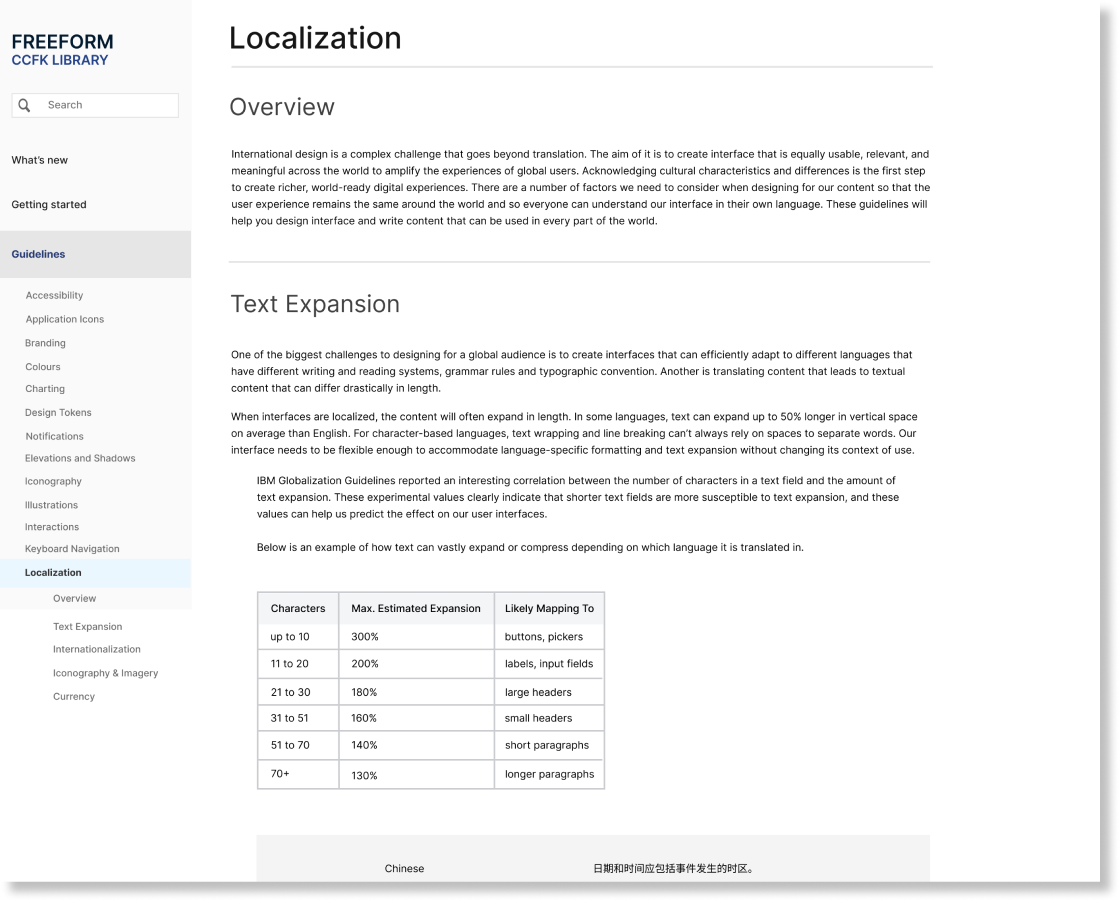 FREEFORM
CCFK LIBRARY
Search
What's new
Getting started
Guidelines
Accessibility
Application Icons
Branding
Colours
Charting
Design Tokens
Notifications
Elevations and Shadows
Iconography
Illustrations
Interactions
Keyboard Navigation
Localization
Overview
Text Expansion
Internationalization
Iconography & Imagery
Currency
Localization
Overview
International design is a complex challenge that goes beyond translation. The aim of it is to create interface that is equally usable, relevant, and
meaningful across the world to amplify the experiences of global users. Acknowledging cultural characteristics and differences is the first step
to create richer, world-ready digital experiences. There are a number of factors we need to consider when designing for our content so that the
user experience remains the same around the world and so everyone can understand our interface in their own language. These guidelines will
help you design interface and write content that can be used in every part of the world.
Text Expansion
One of the biggest challenges to designing for a global audience is to create interfaces that can efficiently adapt to different languages that
have different writing and reading systems, grammar rules and typographic convention. Another is translating content that leads to textual
content that can differ drastically in length.
When interfaces are localized, the content will often expand in length. In some languages, text can expand up to 50% longer in vertical space
on average than English. For character-based languages, text wrapping and line breaking can't always rely on spaces to separate words. Our
interface needs to be flexible enough to accommodate language-specific formatting and text expansion without changing its context of use.
IBM Globalization Guidelines reported an interesting correlation between the number of characters in a text field and the amount of
text expansion. These experimental values clearly indicate that shorter text fields are more susceptible to text expansion, and these
values can help us predict the effect on our user interfaces.
Below is an example of how text can vastly expand or compress depending on which language it is translated in.
Characters Max. Estimated Expansion Likely Mapping To
up to 10 300% buttons, pickers
11 to 20 200% labels, input fields
21 to 30 180% large headers
31 to 51 160% small headers
51 to 70 140% short paragraphs
70+ 130% longer paragraphs
Chinese 日期和时间应包括事件发生的时区。